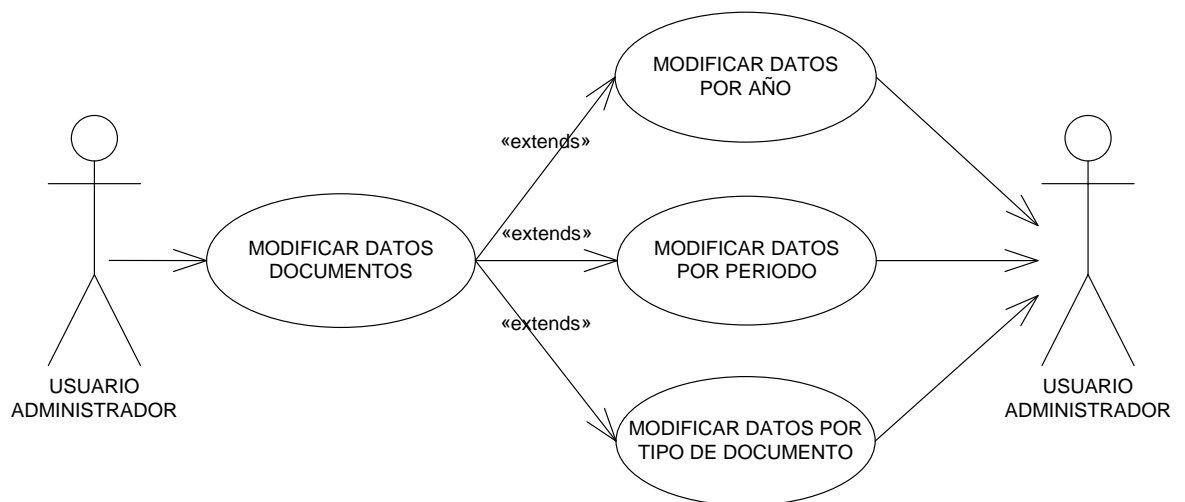 MODIFICAR DATOS
POR AÑO
«extends»
MODIFICAR DATOS
DOCUMENTOS
«extends»
MODIFICAR DATOS
POR PERIODO
«extends»
USUARIO
ADMINISTRADOR
MODIFICAR DATOS POR
TIPO DE DOCUMENTO
USUARIO
ADMINISTRADOR